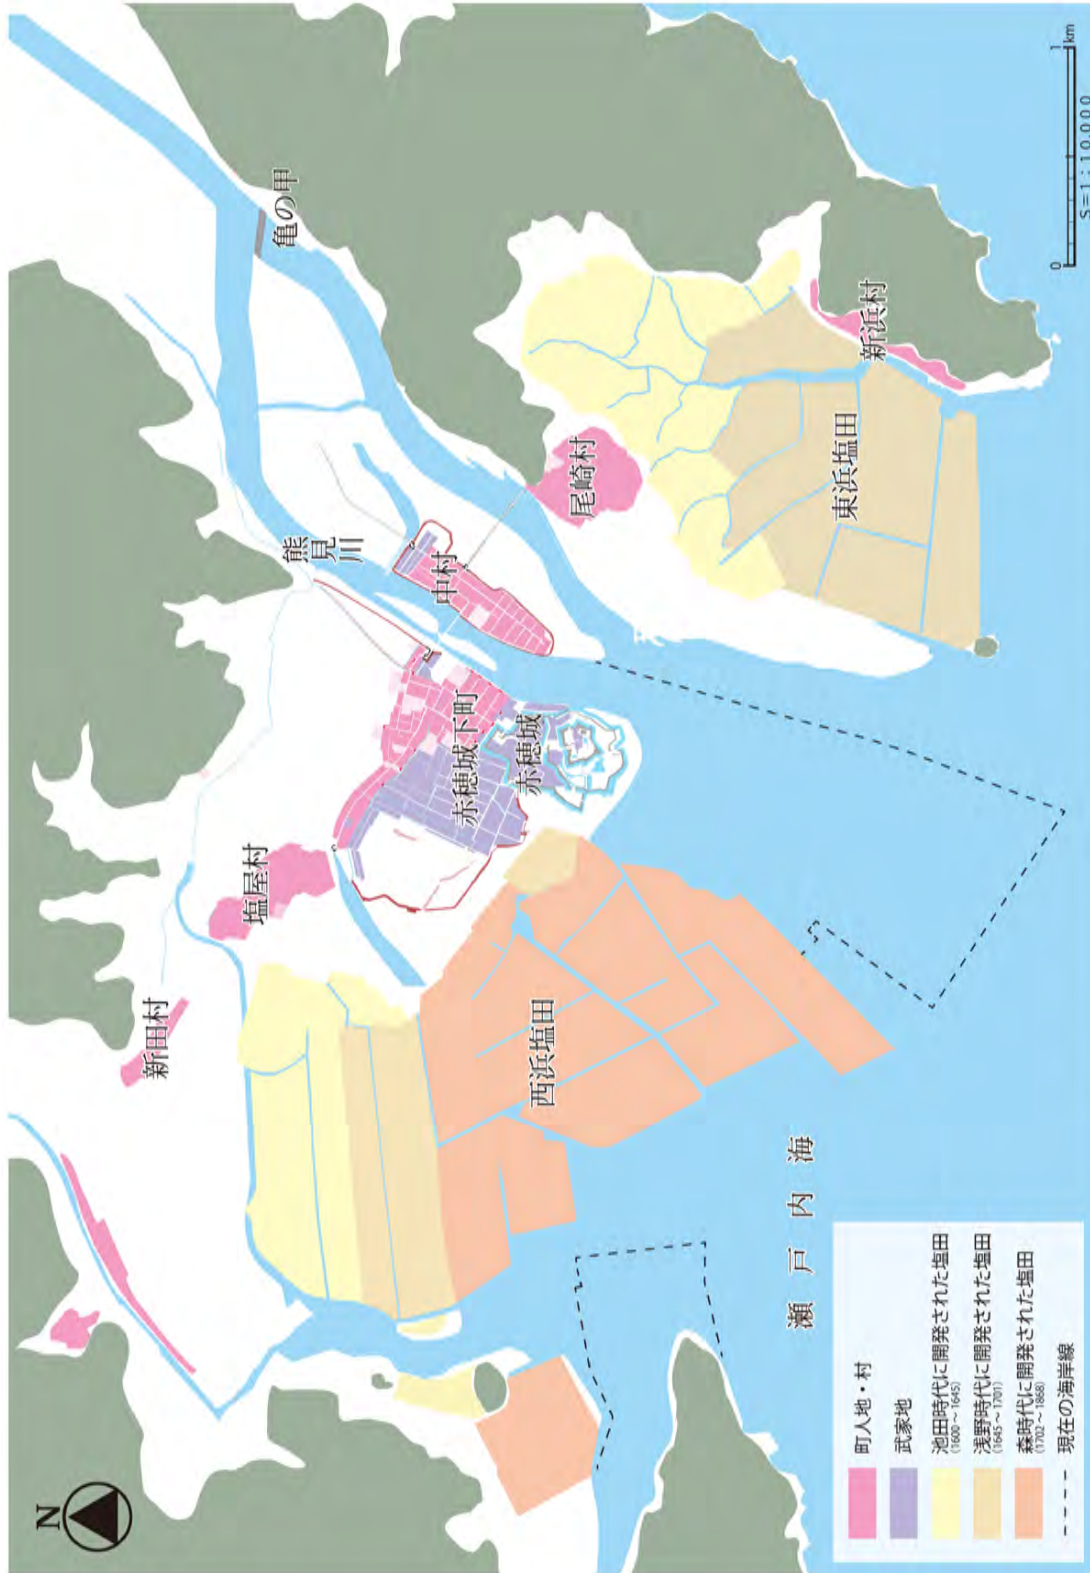 N
新田村
塩屋村
熊見川
亀の甲
中村
赤穂城下町
赤穂城
尾崎村
西浜塩田
東浜塩田
新浜村
瀬戸内海
町人地・村
武家地
池田時代に開発された塩田
(1600～1645)
浅野時代に開発された塩田
(1645～1701)
森時代に開発された塩田
(1702～1868)
現在の海岸線
0 1km
S=1:10,000